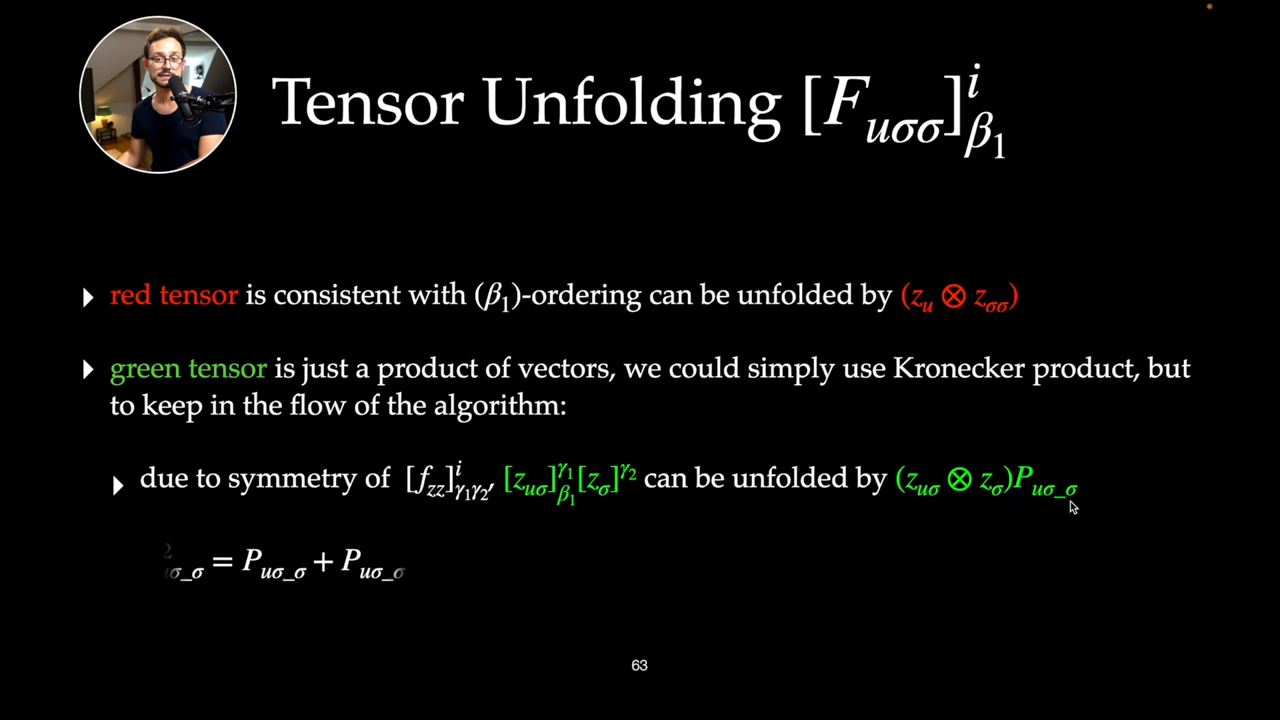 Tensor Unfolding [F_{uσσ}]^i_{β_1}
red tensor is consistent with (β_1)-ordering can be unfolded by (z_u ⊗ z_{σσ})
green tensor is just a product of vectors, we could simply use Kronecker product, but
to keep in the flow of the algorithm:
due to symmetry of [f_{zz}]^i_{γ_1γ_2}, [z_{uσ}]^{γ_1}_{β_1}[z_σ]^{γ_2} can be unfolded by (z_{uσ} ⊗ z_σ)P_{uσ_σ}
^2_{uσ_σ} = P_{uσ_σ} + P_{uσ_σ}
63